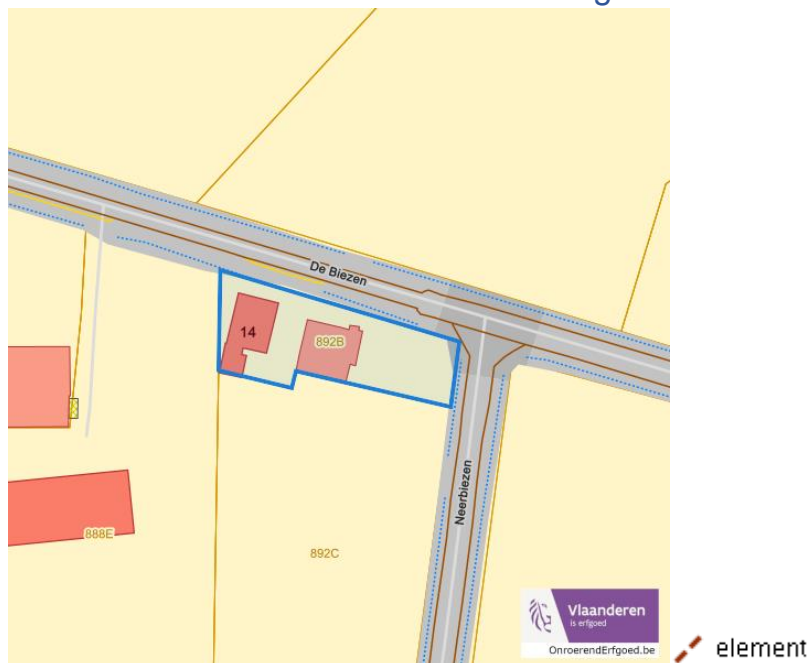 De Biezen
14
892B
Neerbiezen
888E
892C
Vlaanderen
is erfgoed
OnroerendErfgoed.be
element